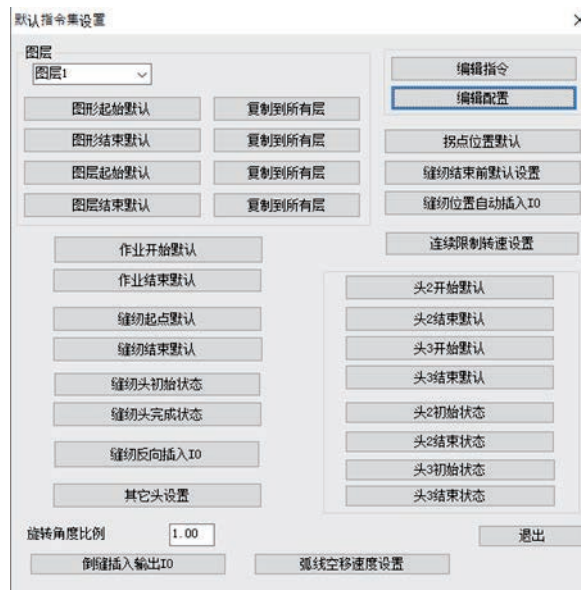 默认指令集设置
图层
图层1
图形起始默认 复制到所有层
图形结束默认 复制到所有层
图层起始默认 复制到所有层
图层结束默认 复制到所有层
编辑指令
编辑配置
拐点位置默认
缝纫结束前默认设置
缝纫位置自动插入IO
连续限制转速设置
作业开始默认
作业结束默认
缝纫起点默认
缝纫结束默认
缝纫头初始状态
缝纫头完成状态
缝纫反向插入IO
其它头设置
头2开始默认
头2结束默认
头3开始默认
头3结束默认
头2初始状态
头2结束状态
头3初始状态
头3结束状态
旋转角度比例 1.00
退出
倒缝插入输出IO 弧线空移速度设置